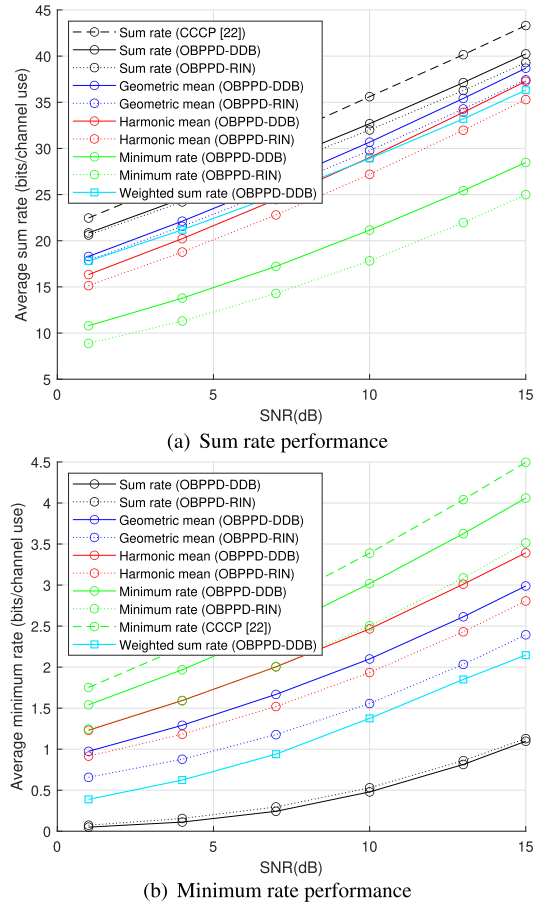 45
40
35
30
25
20
15
10
5
Average sum rate (bits/channel use)
Sum rate (CCCP [22])
Sum rate (OBPPD-DDB)
Sum rate (OBPPD-RIN)
Geometric mean (OBPPD-DDB)
Geometric mean (OBPPD-RIN)
Harmonic mean (OBPPD-DDB)
Harmonic mean (OBPPD-RIN)
Minimum rate (OBPPD-DDB)
Minimum rate (OBPPD-RIN)
Weighted sum rate (OBPPD-DDB)
0 5 10 15
SNR(dB)
(a) Sum rate performance
4.5
4
3.5
3
2.5
2
1.5
1
0.5
0
Average minimum rate (bits/channel use)
Sum rate (OBPPD-DDB)
Sum rate (OBPPD-RIN)
Geometric mean (OBPPD-DDB)
Geometric mean (OBPPD-RIN)
Harmonic mean (OBPPD-DDB)
Harmonic mean (OBPPD-RIN)
Minimum rate (OBPPD-DDB)
Minimum rate (OBPPD-RIN)
Minimum rate (CCCP [22])
Weighted sum rate (OBPPD-DDB)
0 5 10 15
SNR(dB)
(b) Minimum rate performance